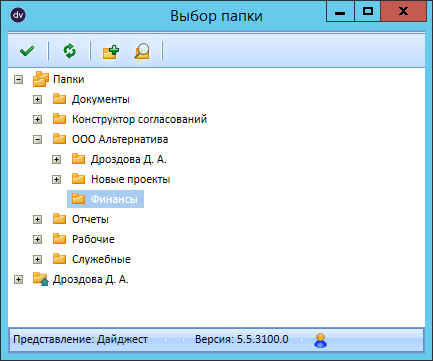 dv
Выбор папки
Папки
Документы
Конструктор согласований
ООО Альтернатива
Дроздова Д. А.
Новые проекты
Финансы
Отчеты
Рабочие
Служебные
Дроздова Д. А.
Представление: Дайджест Версия: 5.5.3100.0